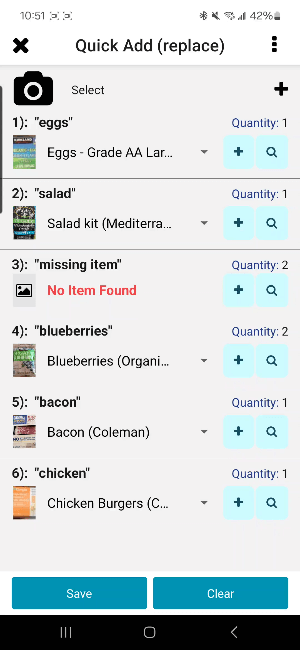 10:51 42%
Quick Add (replace)
Select
1): "eggs" Quantity: 1
Eggs - Grade AA Lar...
2): "salad" Quantity: 1
Salad kit (Mediterra...
3): "missing item" Quantity: 2
No Item Found
4): "blueberries" Quantity: 2
Blueberries (Organi...
5): "bacon" Quantity: 1
Bacon (Coleman)
6): "chicken" Quantity: 1
Chicken Burgers (C...
Save Clear